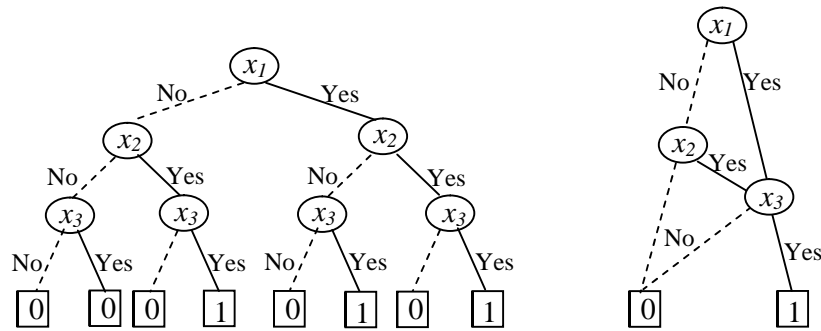 x1
No Yes
x2 x2
No Yes No Yes
x3 x3 x3 x3
No Yes Yes No Yes Yes
0 0 0 1 0 1 0 1
x1
No Yes
x2 Yes
x3
No Yes
0 1